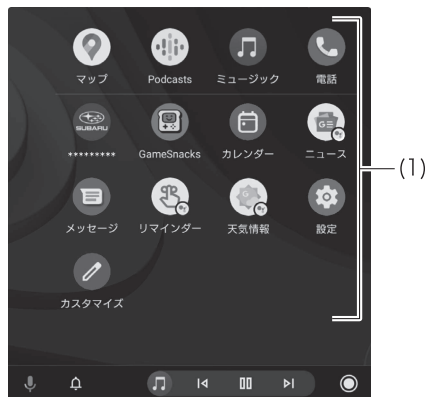 マップ Podcasts ミュージック 電話
SUBARU
********* GameSnacks カレンダー ニュース
メッセージ リマインダー 天気情報 設定
カスタマイズ
(1)